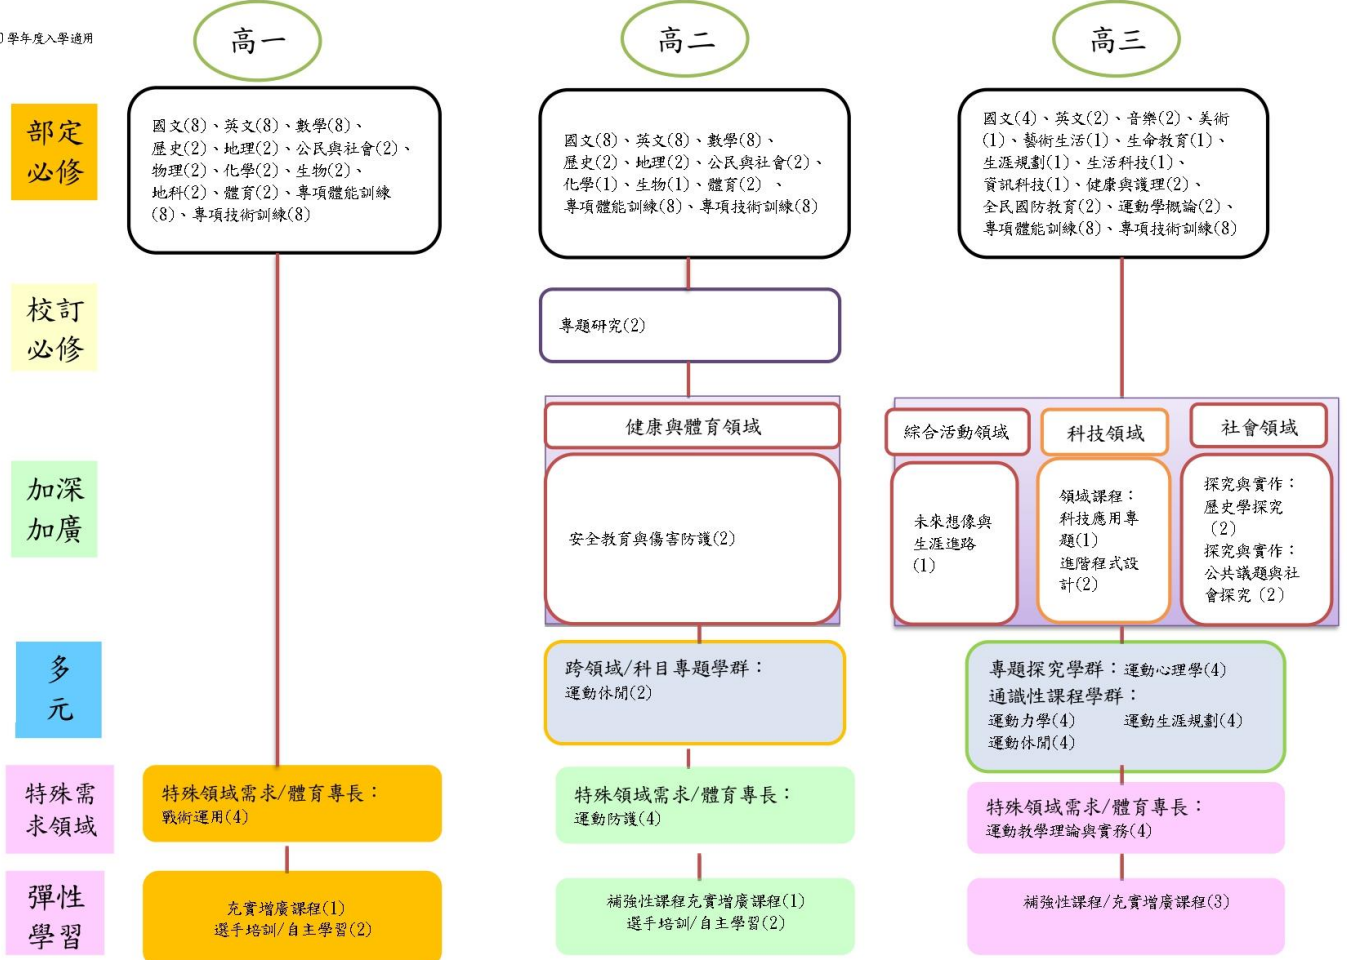 學年度入學適用
高一
高二
高三
部定
必修
國文(8)、英文(8)、數學(8)、
歷史(2)、地理(2)、公民與社會(2)、
物理(2)、化學(2)、生物(2)、
地科(2)、體育(2)、專項體能訓練
(8)、專項技術訓練(8)
國文(8)、英文(8)、數學(8)、
歷史(2)、地理(2)、公民與社會(2)、
化學(1)、生物(1)、體育(2) 、
專項體能訓練(8)、專項技術訓練(8)
國文(4)、英文(2)、音樂(2)、美術
(1)、藝術生活(1)、生命教育(1)、
生涯規劃(1)、生活科技(1)、
資訊科技(1)、健康與護理(2)、
全民國防教育(2)、運動學概論(2)、
專項體能訓練(8)、專項技術訓練(8)
校訂
必修
專題研究(2)
加深
加廣
健康與體育領域
安全教育與傷害防護(2)
綜合活動領域
未來想像與
生涯進路
(1)
科技領域
領域課程：
科技應用專
題(1)
進階程式設
計(2)
社會領域
探究與實作：
歷史學探究
（2）
探究與實作：
公共議題與社
會探究（2）
多
元
跨領域/科目專題學群：
運動休閒(2)
專題探究學群：運動心理學(4)
通識性課程學群：
運動力學(4) 運動生涯規劃(4)
運動休閒(4)
特殊需
求領域
特殊領域需求/體育專長：
戰術運用(4)
特殊領域需求/體育專長：
運動防護(4)
特殊領域需求/體育專長：
運動教學理論與實務(4)
彈性
學習
充實增廣課程(1)
選手培訓/自主學習(2)
補強性課程充實增廣課程(1)
選手培訓/自主學習(2)
補強性課程/充實增廣課程(3)